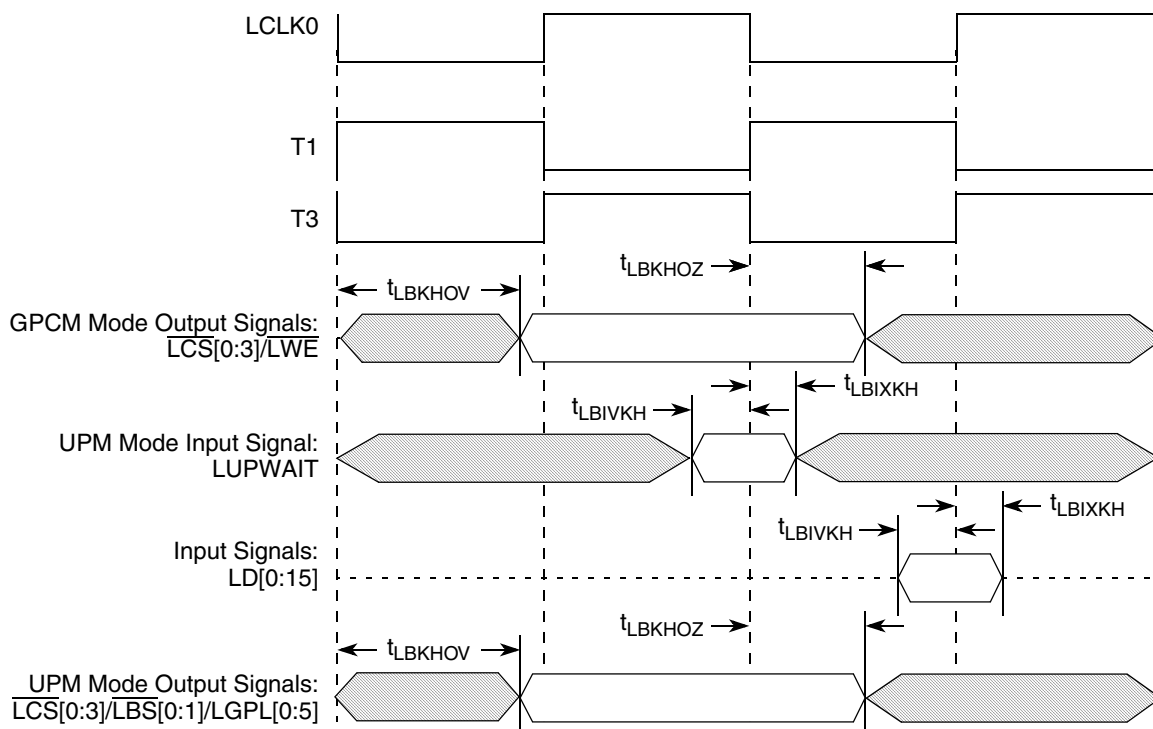 LCLK0
T1
T3
tLBKHOZ
tLBKHOV
GPCM Mode Output Signals:
LCS[0:3]/LWE
tLBIXKH
tLBIVKH
UPM Mode Input Signal:
LUPWAIT
tLBIXKH
tLBIVKH
Input Signals:
LD[0:15]
tLBKHOZ
tLBKHOV
UPM Mode Output Signals:
LCS[0:3]/LBS[0:1]/LGPL[0:5]